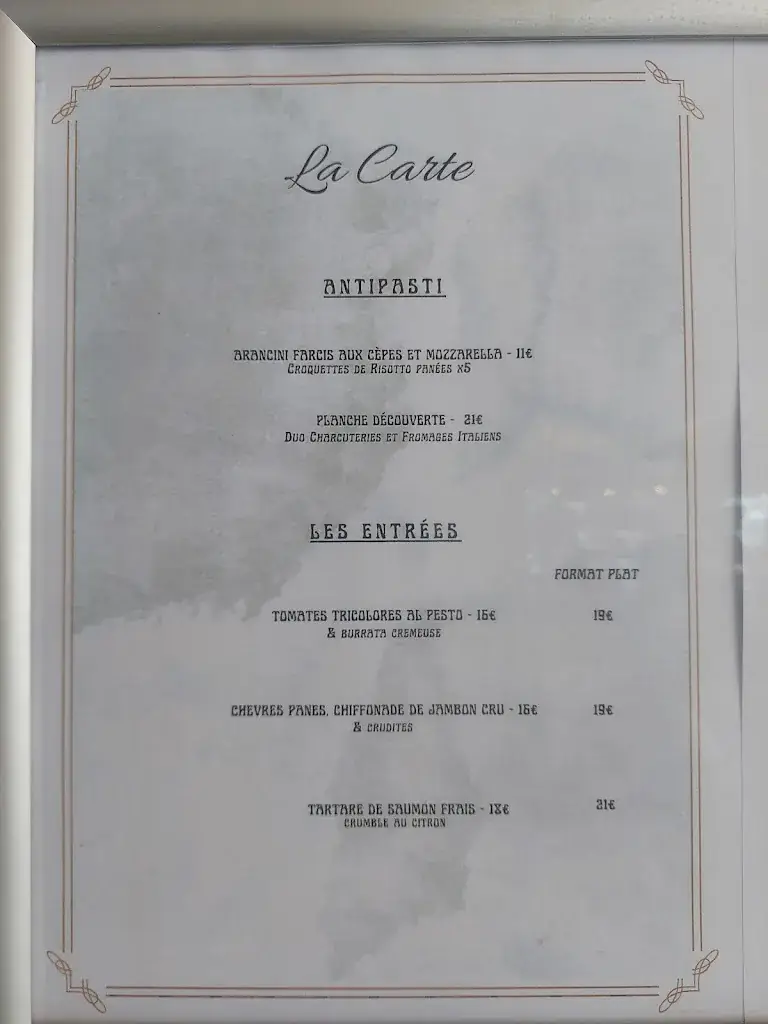 La Carte
ANTIPASTI
ARANCINI FARCIS AUX CÈPES ET MOZZARELLA - 11€
CROQUETTES DE RISOTTO PANÉES X5
PLANCHE DÉCOUVERTE - 21€
DUO CHARCUTERIES ET FROMAGES ITALIENS
LES ENTRÉES
FORMAT PLAT
TOMATES TRICOLORES AL PESTO - 16€ 19€
& BURRATA CREMEUSE
CHEVRES PANES, CHIFFONADE DE JAMBON CRU - 16€ 19€
& CRUDITES
TARTARE DE SAUMON FRAIS - 18€ 21€
CRUMBLE AU CITRON